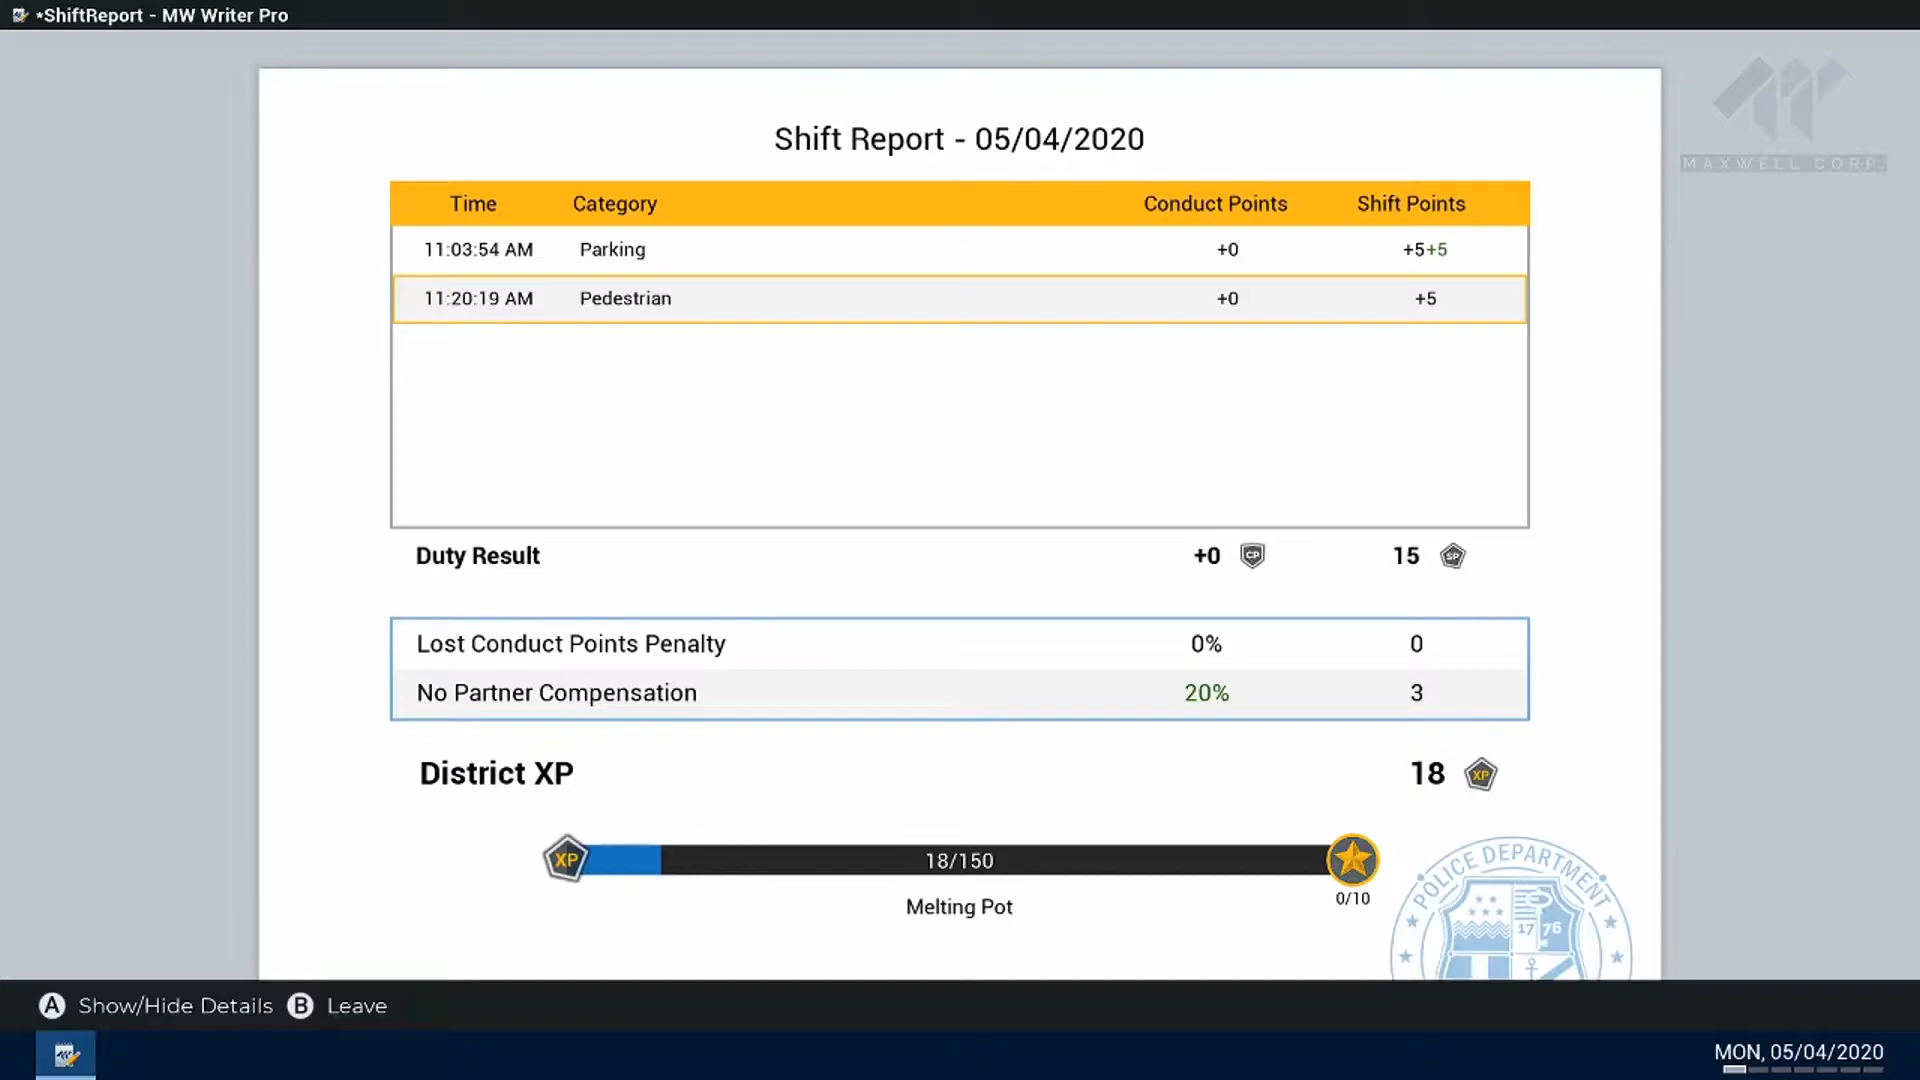 *ShiftReport - MW Writer Pro
MAXWELL CORP.
Shift Report - 05/04/2020
Time Category Conduct Points Shift Points
11:03:54 AM Parking +0 +5+5
11:20:19 AM Pedestrian +0 +5
Duty Result +0 CP 15 SP
Lost Conduct Points Penalty 0% 0
No Partner Compensation 20% 3
District XP 18 XP
XP 18/150
0/10
Melting Pot
POLICE DEPARTMENT
17 76
A Show/Hide Details B Leave
MON, 05/04/2020